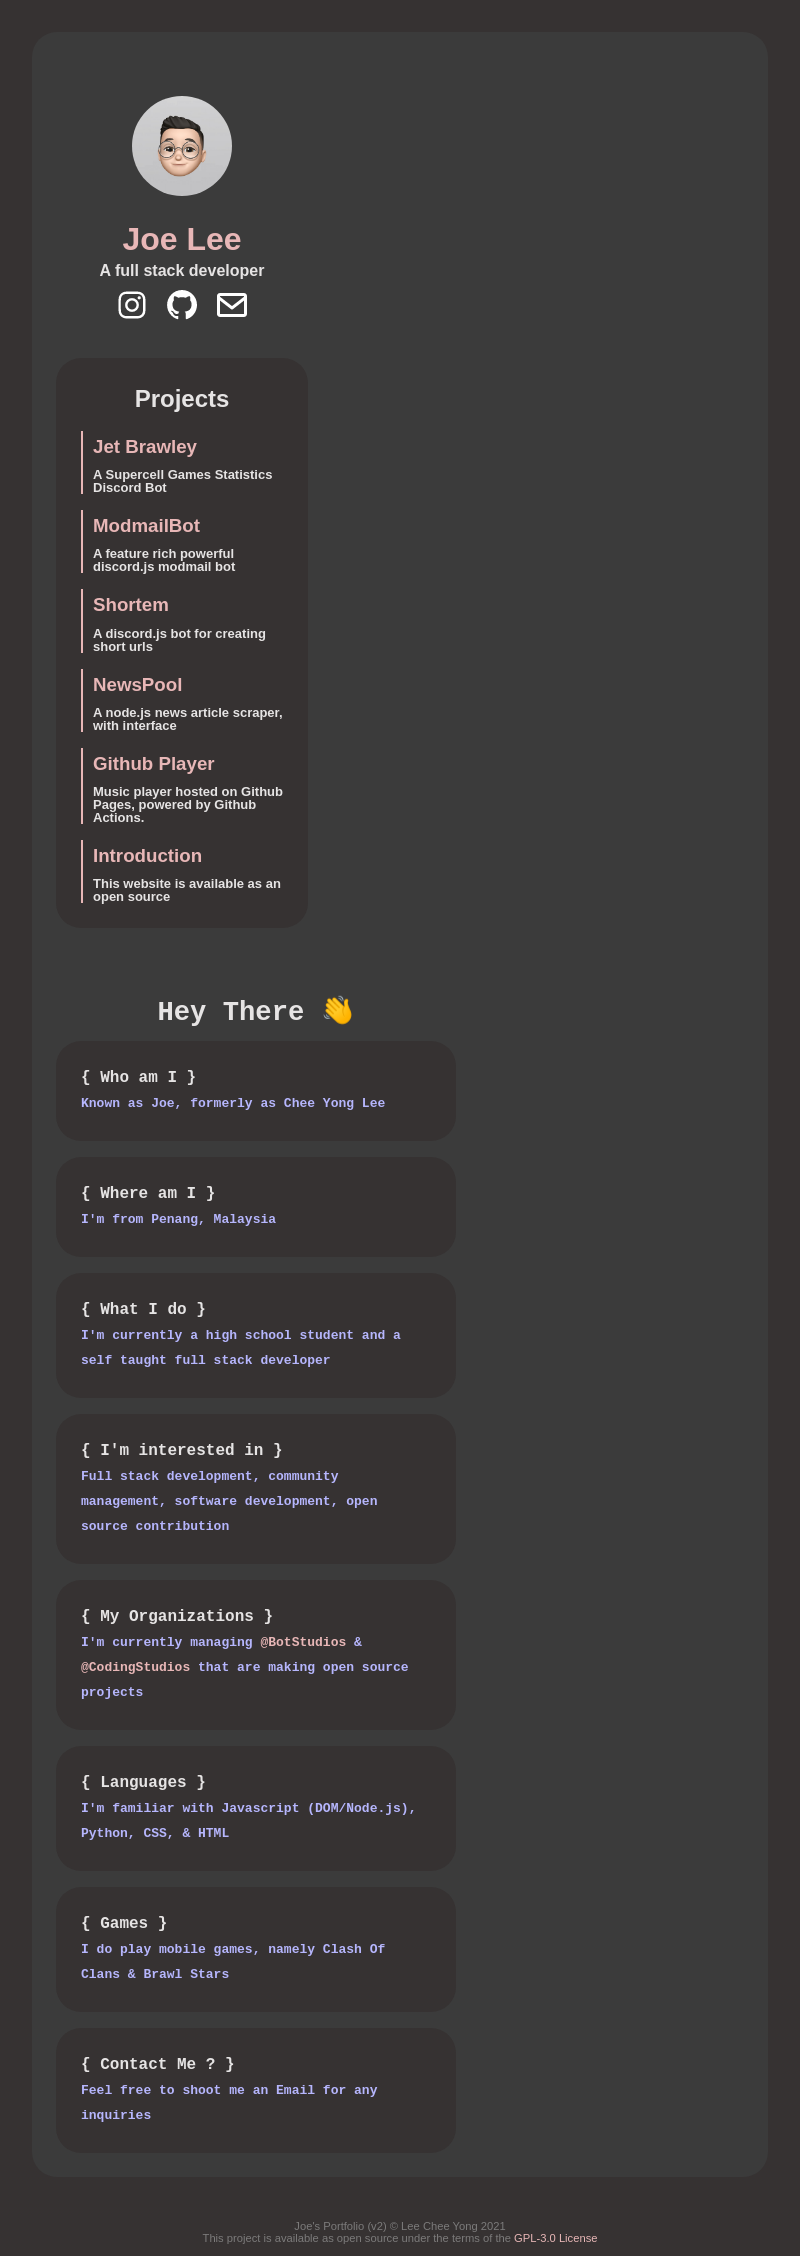 Joe Lee
A full stack developer
Projects
Jet Brawley
A Supercell Games Statistics
Discord Bot
ModmailBot
A feature rich powerful
discord.js modmail bot
Shortem
A discord.js bot for creating
short urls
NewsPool
A node.js news article scraper,
with interface
Github Player
Music player hosted on Github
Pages, powered by Github
Actions.
Introduction
This website is available as an
open source
Hey There 👋
{ Who am I }
Known as Joe, formerly as Chee Yong Lee
{ Where am I }
I'm from Penang, Malaysia
{ What I do }
I'm currently a high school student and a
self taught full stack developer
{ I'm interested in }
Full stack development, community
management, software development, open
source contribution
{ My Organizations }
I'm currently managing @BotStudios &
@CodingStudios that are making open source
projects
{ Languages }
I'm familiar with Javascript (DOM/Node.js),
Python, CSS, & HTML
{ Games }
I do play mobile games, namely Clash Of
Clans & Brawl Stars
{ Contact Me ? }
Feel free to shoot me an Email for any
inquiries
Joe's Portfolio (v2) © Lee Chee Yong 2021
This project is available as open source under the terms of the GPL-3.0 License